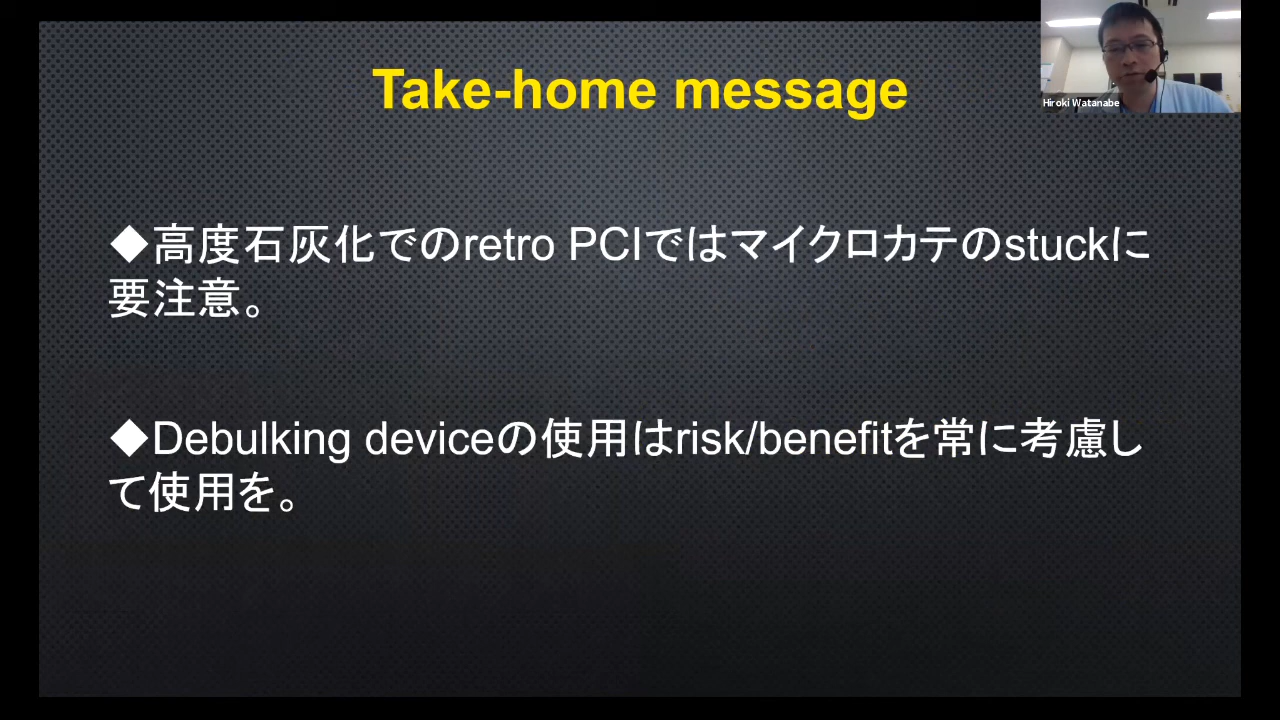 Take-home message
Hiroki Watanabe
◆高度石灰化でのretro PCIではマイクロカテのstuckに
要注意。
◆Debulking deviceの使用はrisk/benefitを常に考慮し
て使用を。